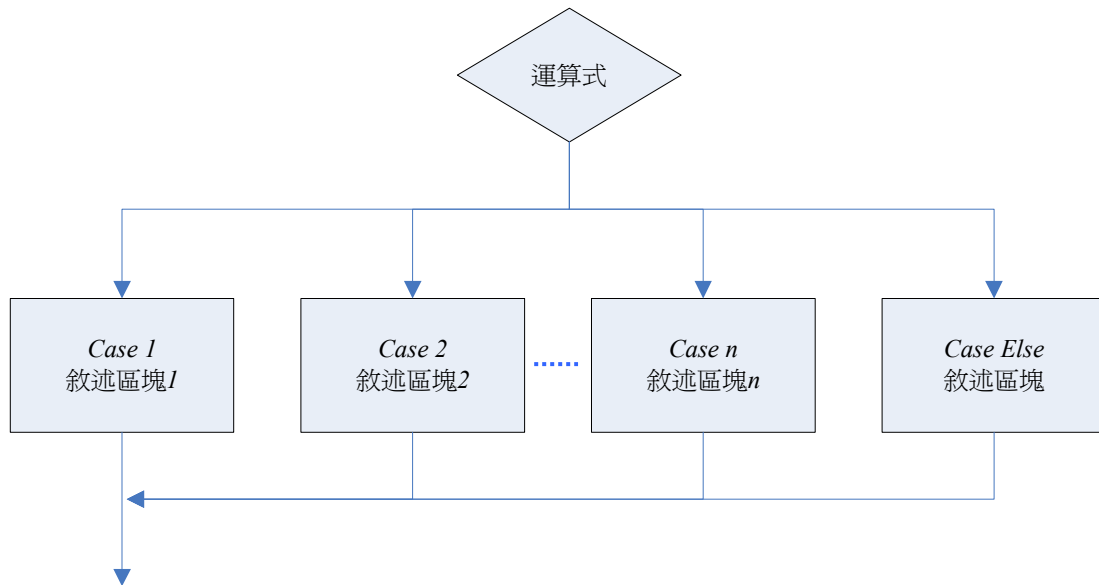 運算式
Case 1
敘述區塊1
Case 2
敘述區塊2
......
Case n
敘述區塊n
Case Else
敘述區塊